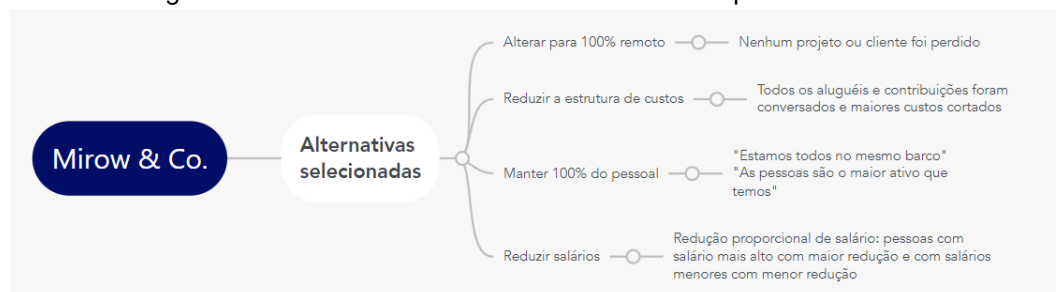 Mirow & Co.
Alternativas
selecionadas
Alterar para 100% remoto
Nenhum projeto ou cliente foi perdido
Reduzir a estrutura de custos
Todos os aluguéis e contribuições foram
conversados e maiores custos cortados
Manter 100% do pessoal
"Estamos todos no mesmo barco"
"As pessoas são o maior ativo que
temos"
Reduzir salários
Redução proporcional de salário: pessoas com
salário mais alto com maior redução e com salários
menores com menor redução